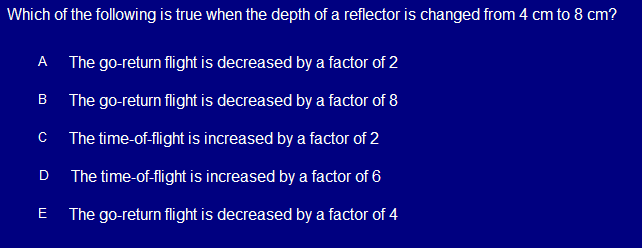 Which of the following is true when the depth of a reflector is changed from 4 cm to 8 cm?
A The go-return flight is decreased by a factor of 2
B The go-return flight is decreased by a factor of 8
C The time-of-flight is increased by a factor of 2
D The time-of-flight is increased by a factor of 6
E The go-return flight is decreased by a factor of 4